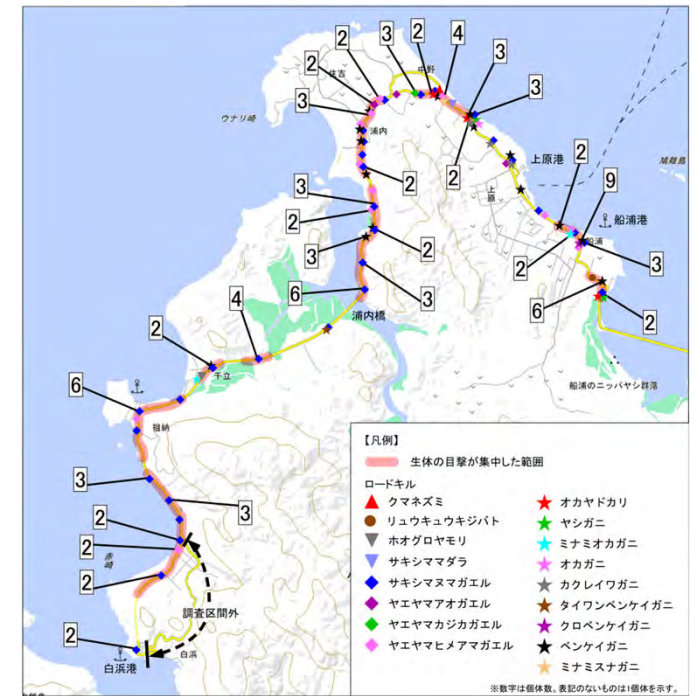 2
3
2
4
3
2
住吉
中野
3
2
3
ウナリ崎
浦内
2
9
上原港
鳩離島
2
上原
船浦港
3
2
船浦
3
2
2
6
3
6
浦内橋
2
4
2
船浦のニッパヤシ群落
干立
6
祖納
3
3
2
2
赤崎
2
調査区間外
2
白浜港
白浜
【凡例】
生体の目撃が集中した範囲
ロードキル
クマネズミ
リュウキュウキジバト
ホオグロヤモリ
サキシママダラ
サキシマヌマガエル
ヤエヤマアオガエル
ヤエヤマカジカガエル
ヤエヤマヒメアマガエル
オカヤドカリ
ヤシガニ
ミナミオカガニ
オカガニ
カクレイワガニ
タイワンベンケイガニ
クロベンケイガニ
ベンケイガニ
ミナミスナガニ
※数字は個体数。表記のないものは1個体を示す。